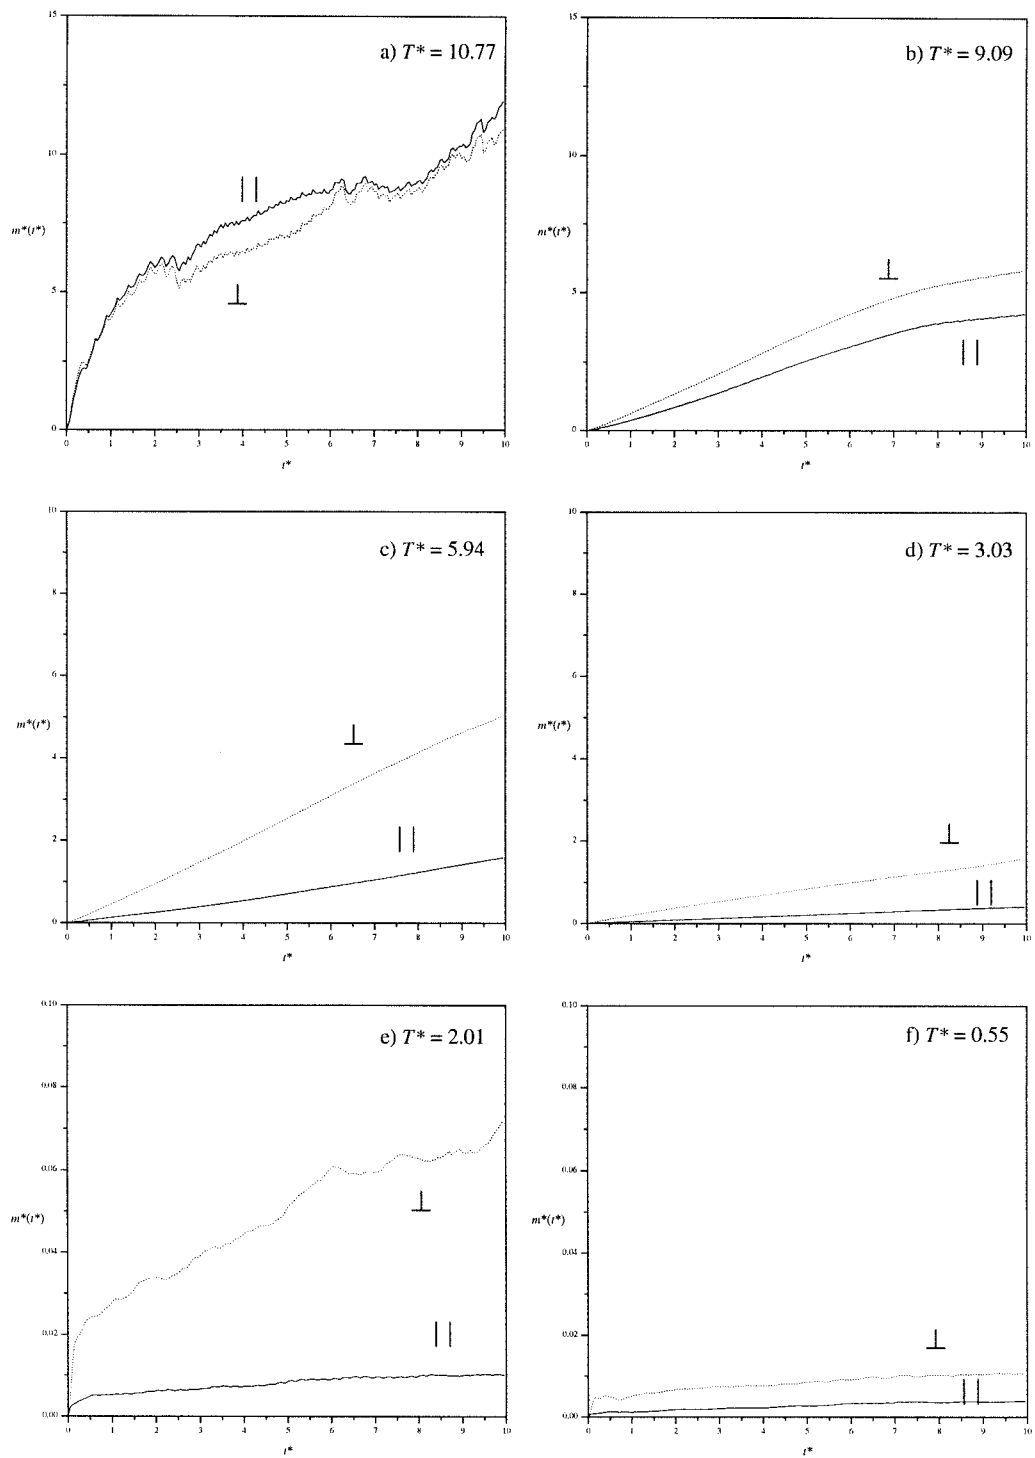 a) T* = 10.77
15
10
5
0
m*(t*)
||
⊥
0 1 2 3 4 5 6 7 8 9 10
t*
b) T* = 9.09
15
10
5
0
m*(t*)
⊥
||
0 1 2 3 4 5 6 7 8 9 10
t*
c) T* = 5.94
10
8
6
4
2
0
m*(t*)
⊥
||
0 1 2 3 4 5 6 7 8 9 10
t*
d) T* = 3.03
10
8
6
4
2
0
m*(t*)
⊥
||
0 1 2 3 4 5 6 7 8 9 10
t*
e) T* = 2.01
0.10
0.08
0.06
0.04
0.02
0.00
m*(t*)
⊥
||
0 1 2 3 4 5 6 7 8 9 10
t*
f) T* = 0.55
0.10
0.08
0.06
0.04
0.02
0.00
m*(t*)
⊥
||
0 1 2 3 4 5 6 7 8 9 10
t*